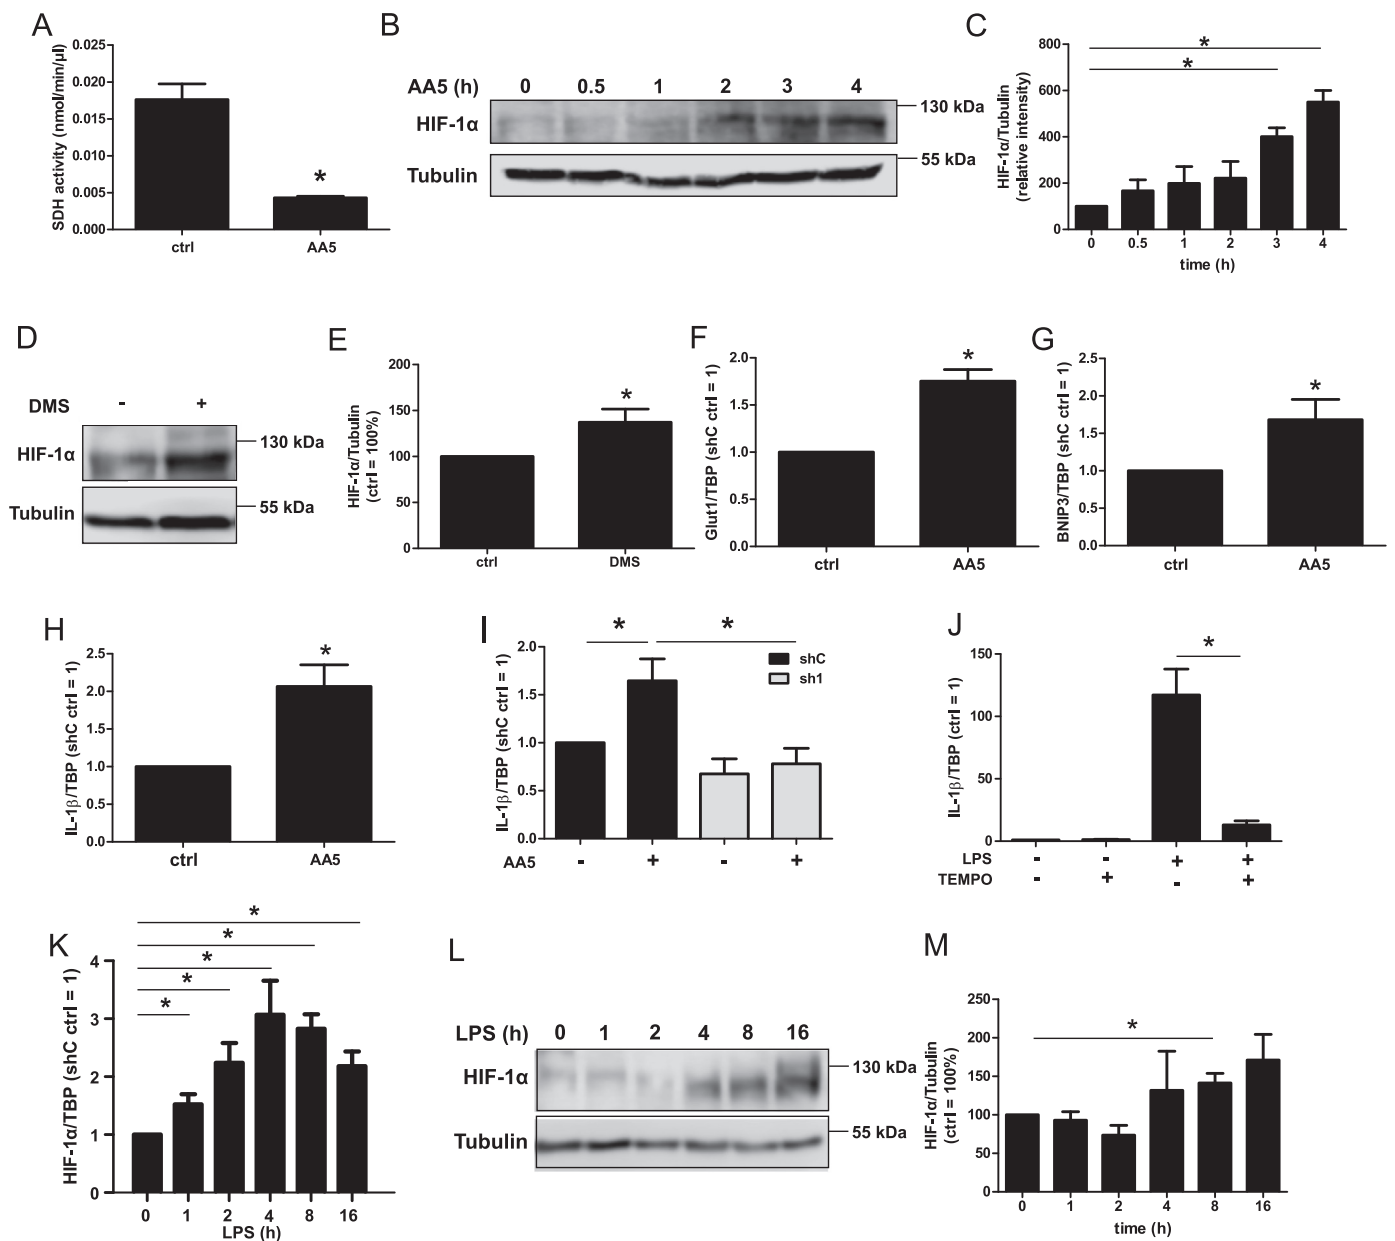 A
SDH activity (nmol/min/µl)
0.025
0.020
0.015
0.010
0.005
0.000
*
ctrl AA5
B
AA5 (h) 0 0.5 1 2 3 4
HIF-1α
130 kDa
Tubulin
55 kDa
C
HIF-1α/Tubulin
(relative intensity)
800
600
400
200
0
*
*
0 0.5 1 2 3 4
time (h)
D
DMS - +
HIF-1α
130 kDa
Tubulin
55 kDa
E
HIF-1α/Tubulin
(ctrl = 100%)
200
150
100
50
0
*
ctrl DMS
F
Glut1/TBP (shC ctrl = 1)
2.0
1.5
1.0
0.5
0.0
*
ctrl AA5
G
BNIP3/TBP (shC ctrl = 1)
2.5
2.0
1.5
1.0
0.5
0.0
*
ctrl AA5
H
IL-1β/TBP (shC ctrl = 1)
2.5
2.0
1.5
1.0
0.5
0.0
*
ctrl AA5
I
IL-1β/TBP (shC ctrl = 1)
2.0
1.5
1.0
0.5
0.0
* *
shC
sh1
AA5 - + - +
J
IL-1β/TBP (ctrl = 1)
150
100
50
0
*
LPS - - + +
TEMPO - + - +
K
HIF-1α/TBP (shC ctrl = 1)
4
3
2
1
0
*
*
*
*
*
0 1 2 4 8 16
LPS (h)
L
LPS (h) 0 1 2 4 8 16
HIF-1α
130 kDa
Tubulin
55 kDa
M
HIF-1α/Tubulin
(ctrl = 100%)
250
200
150
100
50
0
*
0 1 2 4 8 16
time (h)